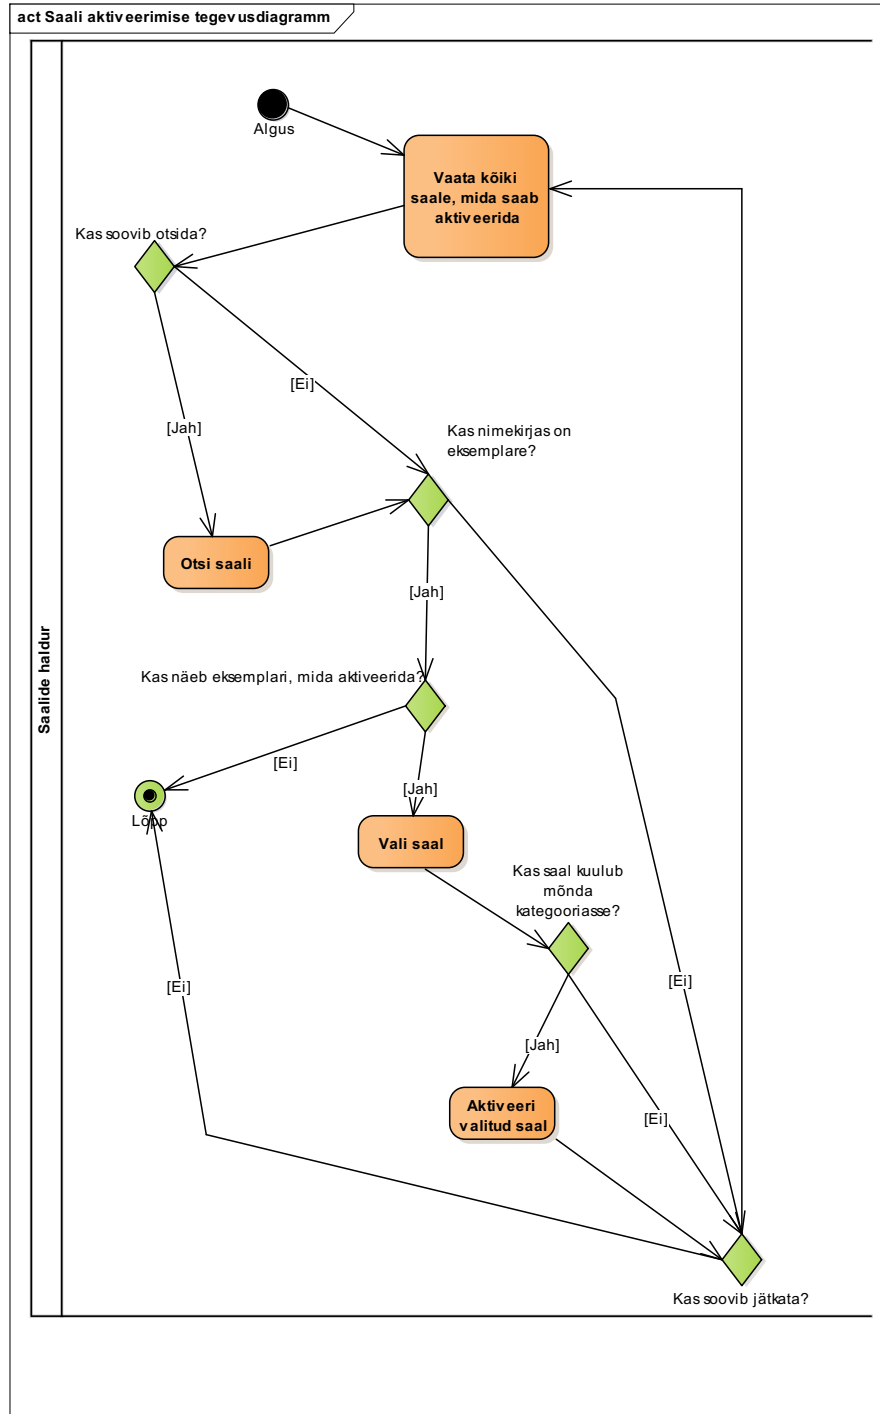 act Saali aktiveerimise tegevusdiagramm
Algus
Vaata kõiki
saale, mida saab
aktiveerida
Kas soovib otsida?
[Ei]
[Jah]
Kas nimekirjas on
eksemplare?
Otsi saali
[Jah]
Saalide haldur
Kas näeb eksemplari, mida aktiveerida?
[Ei]
[Jah]
Lõpp
Vali saal
Kas saal kuulub
mõnda
kategooriasse?
[Ei]
[Ei]
[Jah]
Aktiveeri
valitud saal
[Ei]
Kas soovib jätkata?